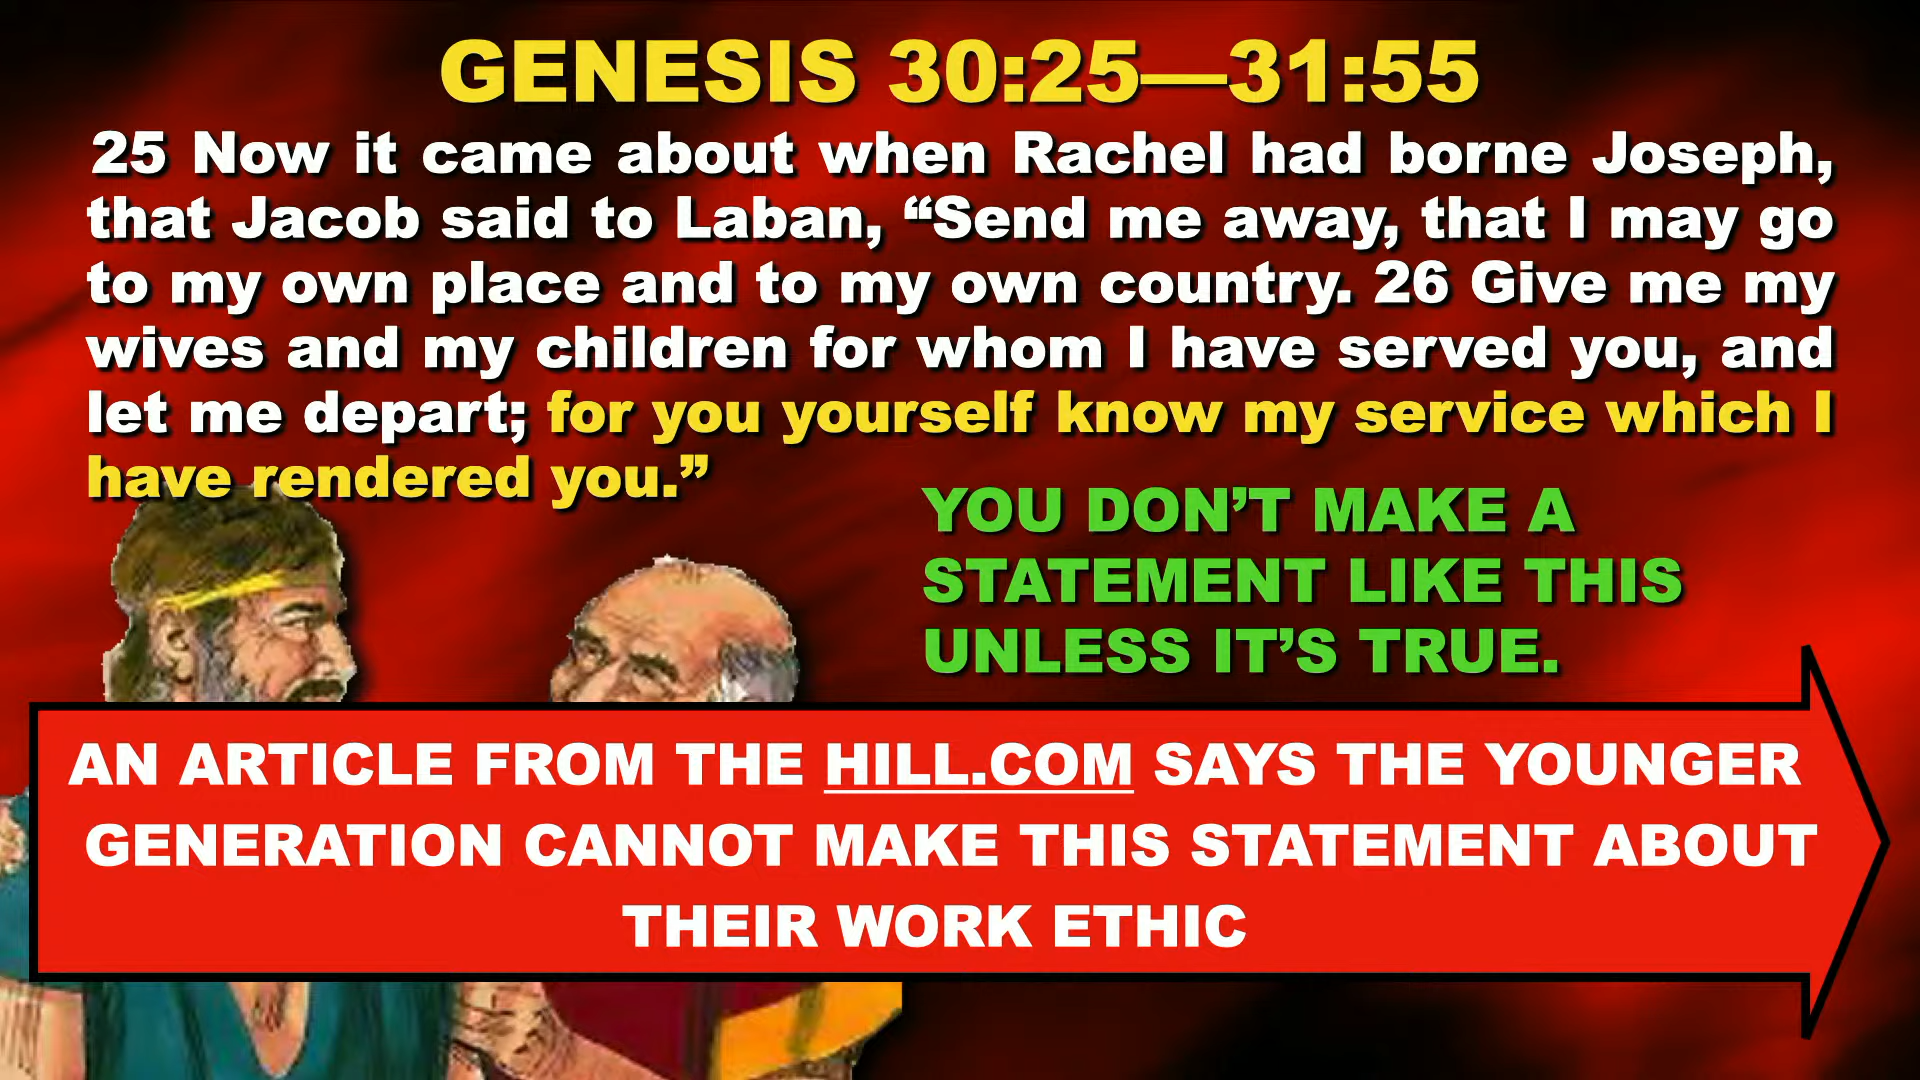 GENESIS 30:25—31:55
25 Now it came about when Rachel had borne Joseph,
that Jacob said to Laban, “Send me away, that I may go
to my own place and to my own country. 26 Give me my
wives and my children for whom I have served you, and
let me depart; for you yourself know my service which I
have rendered you.”
YOU DON’T MAKE A
STATEMENT LIKE THIS
UNLESS IT’S TRUE.
AN ARTICLE FROM THE HILL.COM SAYS THE YOUNGER
GENERATION CANNOT MAKE THIS STATEMENT ABOUT
THEIR WORK ETHIC